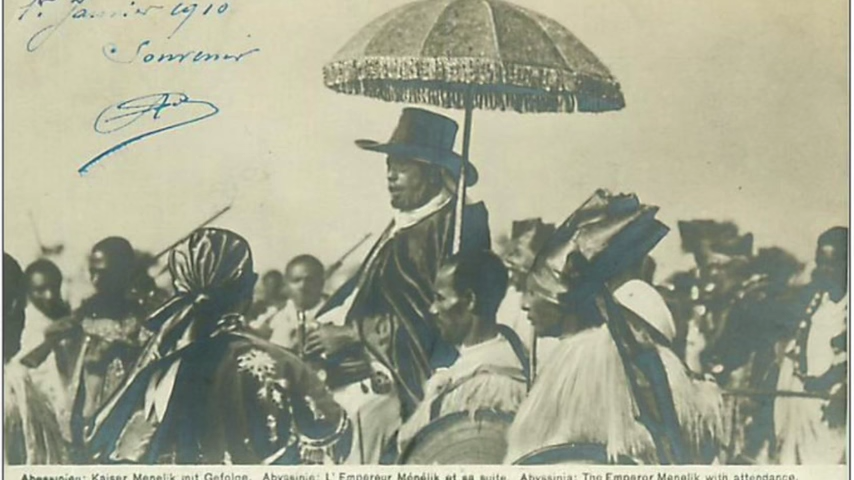 1er Janvier 1910
Souvenir
Abessinien: Kaiser Menelik mit Gefolge. Abyssinie: L'Empereur Ménélik et sa suite. Abyssinia: The Emperor Menelik with attendance.